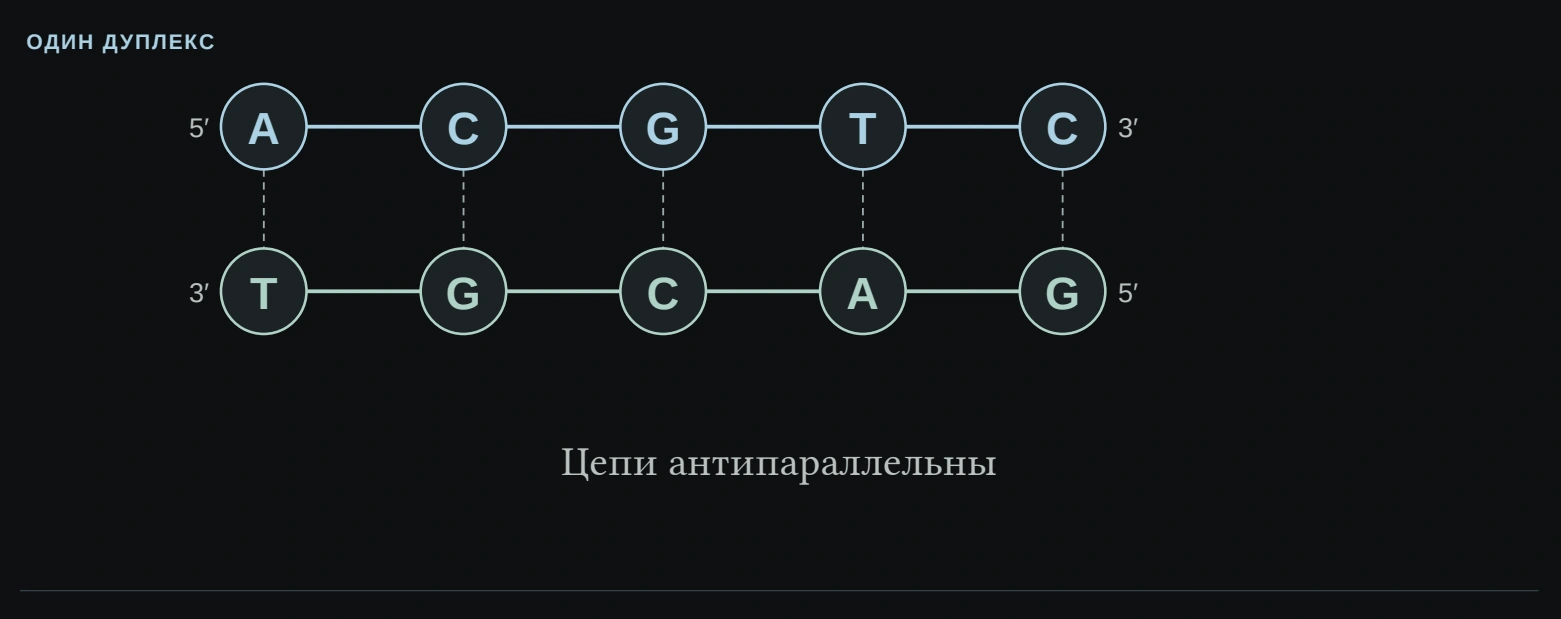 ОДИН ДУПЛЕКС
5′ A C G T C 3′
3′ T G C A G 5′
Цепи антипараллельны